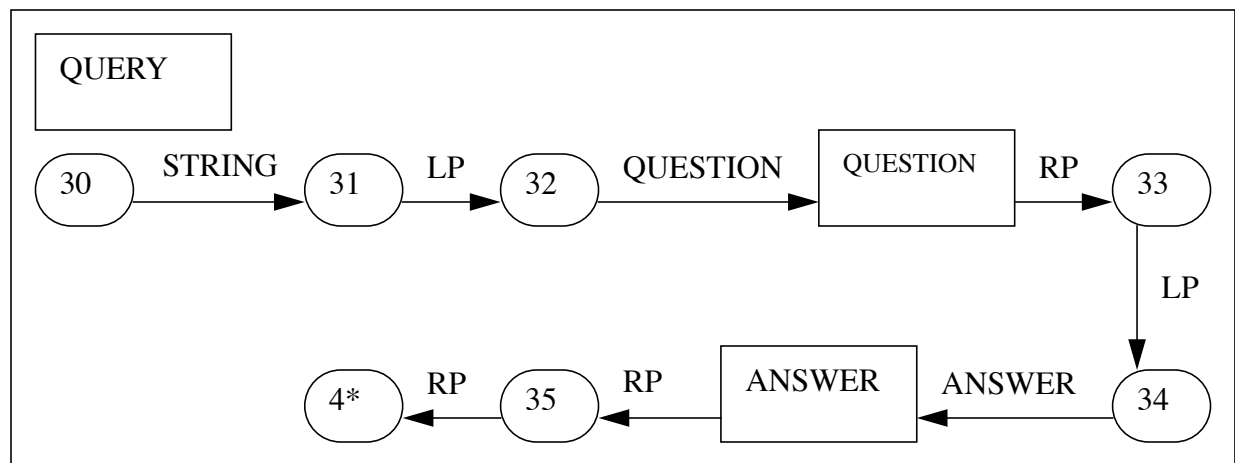 QUERY
STRING
LP
QUESTION
QUESTION
RP
30
31
32
33
LP
4*
RP
35
RP
ANSWER
ANSWER
34